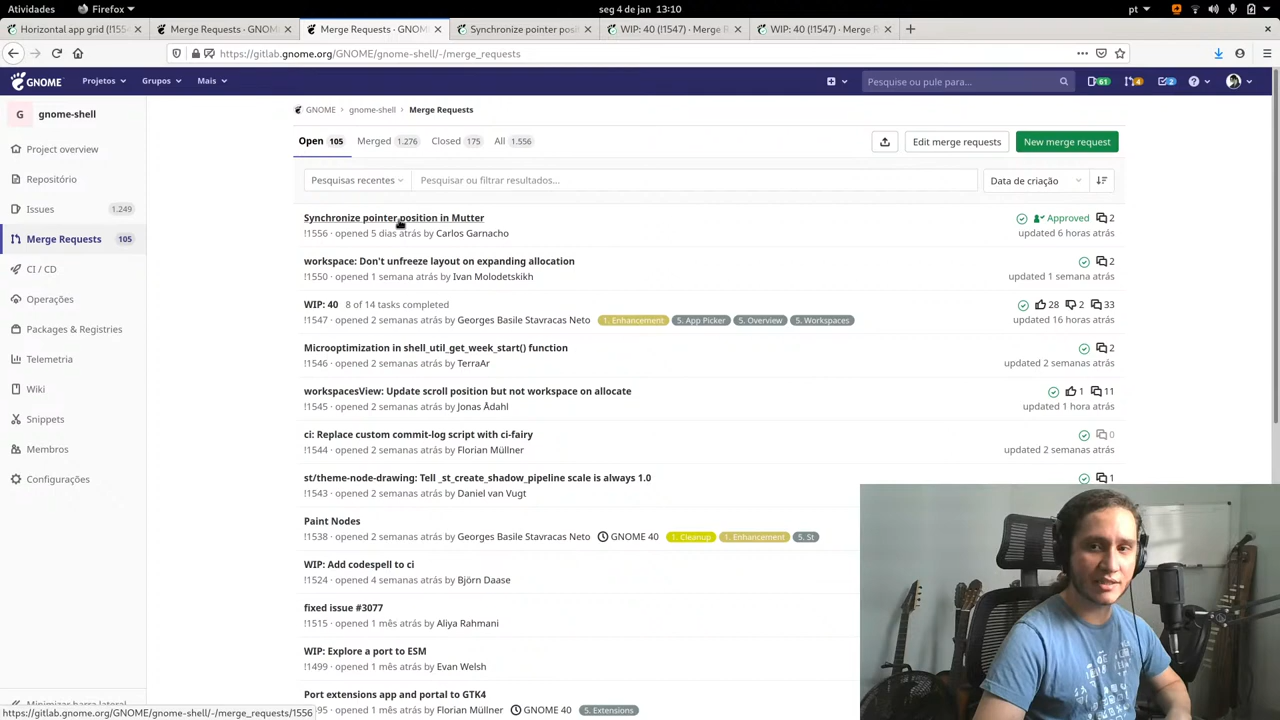 Atividades Firefox seg 4 de jan 13:10 pt
Horizontal app grid (!155 Merge Requests · GNOM Merge Requests · GNOM Synchronize pointer posit WIP: 40 (!1547) · Merge R WIP: 40 (!1547) · Merge R
https://gitlab.gnome.org/GNOME/gnome-shell/-/merge_requests
GNOME Projetos Grupos Mais Pesquise ou pule para... 61 4 2
G gnome-shell
Project overview
Repositório
Issues 1.249
Merge Requests 105
CI / CD
Operações
Packages & Registries
Telemetria
Wiki
Snippets
Membros
Configurações
GNOME > gnome-shell > Merge Requests
Open 105 Merged 1.276 Closed 175 All 1.556 Edit merge requests New merge request
Pesquisas recentes Pesquisar ou filtrar resultados... Data de criação
Synchronize pointer position in Mutter Approved 2
!1556 · opened 5 dias atrás by Carlos Garnacho updated 6 horas atrás
workspace: Don't unfreeze layout on expanding allocation 2
!1550 · opened 1 semana atrás by Ivan Molodetskikh updated 1 semana atrás
WIP: 40 8 of 14 tasks completed 28 2 33
!1547 · opened 2 semanas atrás by Georges Basile Stavracas Neto 1. Enhancement 5. App Picker 5. Overview 5. Workspaces updated 16 horas atrás
Microoptimization in shell_util_get_week_start() function 2
!1546 · opened 2 semanas atrás by TerraAr updated 2 semanas atrás
workspacesView: Update scroll position but not workspace on allocate 1 11
!1545 · opened 2 semanas atrás by Jonas Ådahl updated 1 hora atrás
ci: Replace custom commit-log script with ci-fairy 0
!1544 · opened 2 semanas atrás by Florian Müllner updated 2 semanas atrás
st/theme-node-drawing: Tell _st_create_shadow_pipeline scale is always 1.0 1
!1543 · opened 2 semanas atrás by Daniel van Vugt
Paint Nodes
!1538 · opened 2 semanas atrás by Georges Basile Stavracas Neto GNOME 40 1. Cleanup 1. Enhancement 5. St
WIP: Add codespell to ci
!1524 · opened 4 semanas atrás by Björn Daase
fixed issue #3077
!1515 · opened 1 mês atrás by Aliya Rahmani
WIP: Explore a port to ESM
!1499 · opened 1 mês atrás by Evan Welsh
Port extensions app and portal to GTK4
495 · opened 1 mês atrás by Florian Müllner GNOME 40 5. Extensions
https://gitlab.gnome.org/GNOME/gnome-shell/-/merge_requests/1556